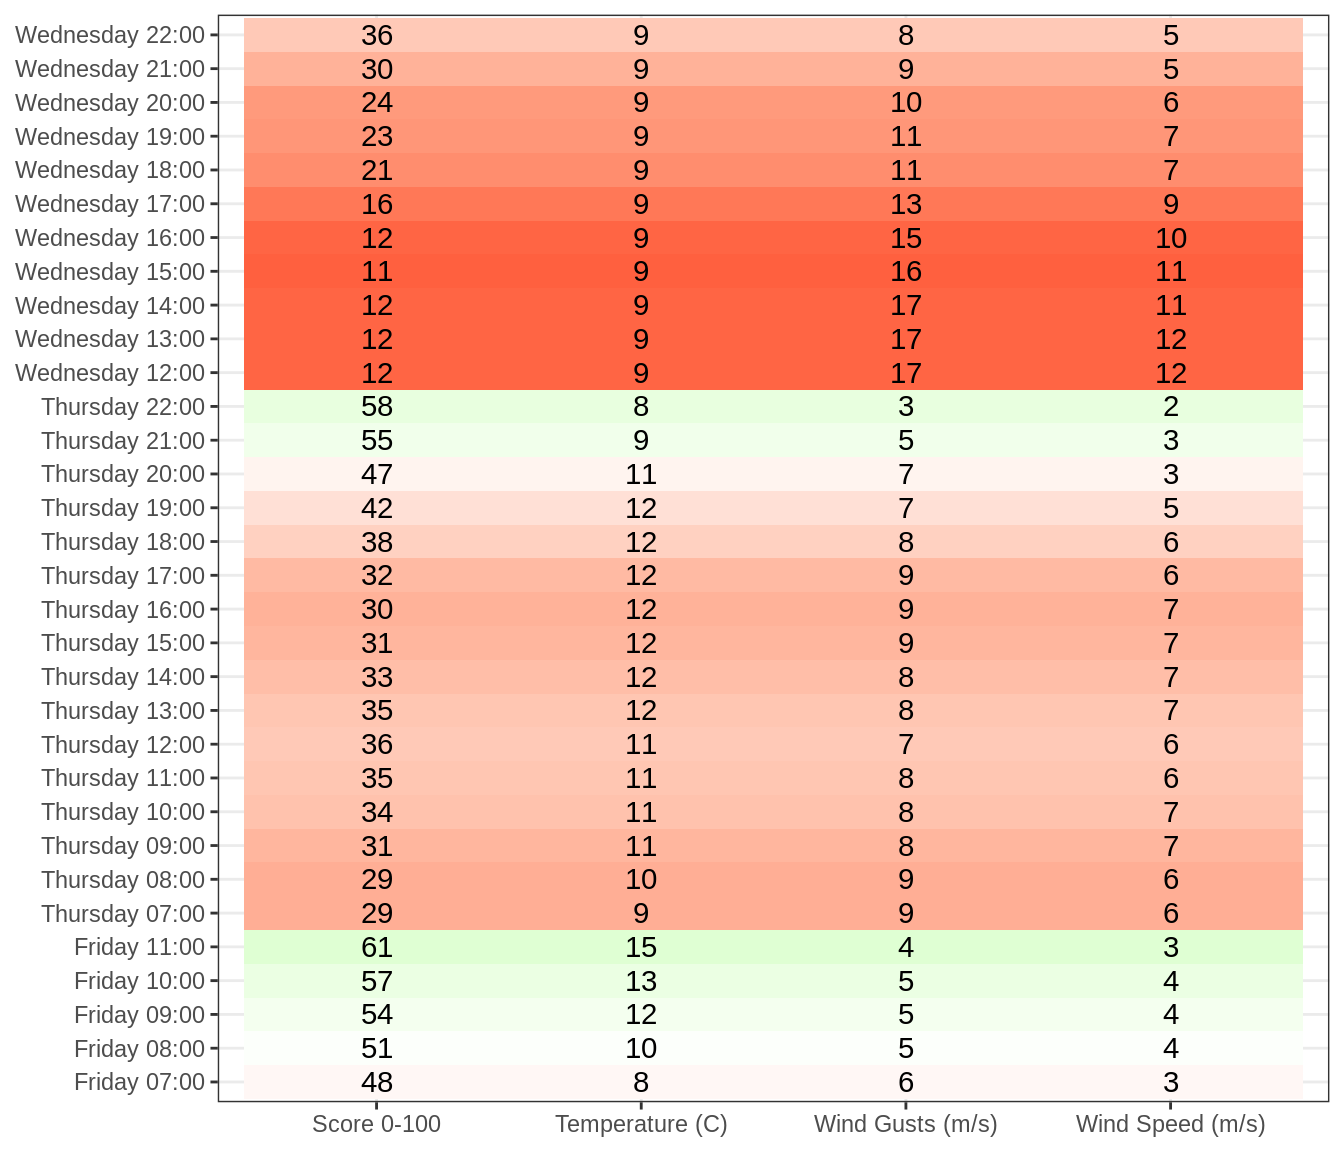 Wednesday 22:00 36 9 8 5
Wednesday 21:00 30 9 9 5
Wednesday 20:00 24 9 10 6
Wednesday 19:00 23 9 11 7
Wednesday 18:00 21 9 11 7
Wednesday 17:00 16 9 13 9
Wednesday 16:00 12 9 15 10
Wednesday 15:00 11 9 16 11
Wednesday 14:00 12 9 17 11
Wednesday 13:00 12 9 17 12
Wednesday 12:00 12 9 17 12
Thursday 22:00 58 8 3 2
Thursday 21:00 55 9 5 3
Thursday 20:00 47 11 7 3
Thursday 19:00 42 12 7 5
Thursday 18:00 38 12 8 6
Thursday 17:00 32 12 9 6
Thursday 16:00 30 12 9 7
Thursday 15:00 31 12 9 7
Thursday 14:00 33 12 8 7
Thursday 13:00 35 12 8 7
Thursday 12:00 36 11 7 6
Thursday 11:00 35 11 8 6
Thursday 10:00 34 11 8 7
Thursday 09:00 31 11 8 7
Thursday 08:00 29 10 9 6
Thursday 07:00 29 9 9 6
Friday 11:00 61 15 4 3
Friday 10:00 57 13 5 4
Friday 09:00 54 12 5 4
Friday 08:00 51 10 5 4
Friday 07:00 48 8 6 3
Score 0-100 Temperature (C) Wind Gusts (m/s) Wind Speed (m/s)